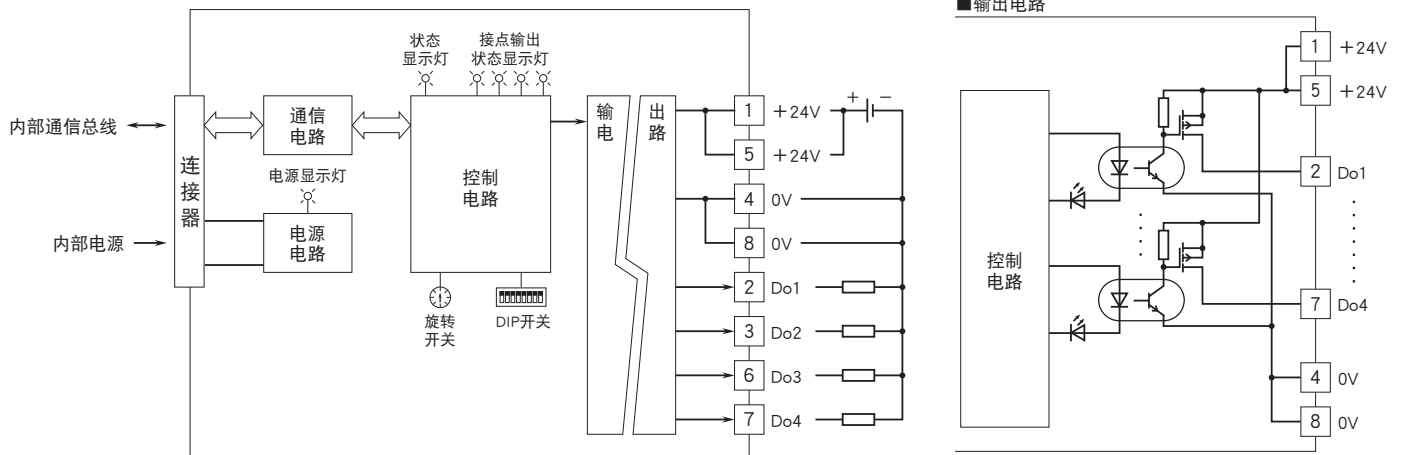 ■输出电路
状态
显示灯
接点输出
状态显示灯
内部通信总线
连接器
通信
电路
电源显示灯
内部电源
电源
电路
控制
电路
旋转
开关
DIP开关
输 出
电 路
1 +24V
+ −
5 +24V
4 0V
8 0V
2 Do1
3 Do2
6 Do3
7 Do4
控制
电路
1 +24V
5 +24V
2 Do1
7 Do4
4 0V
8 0V